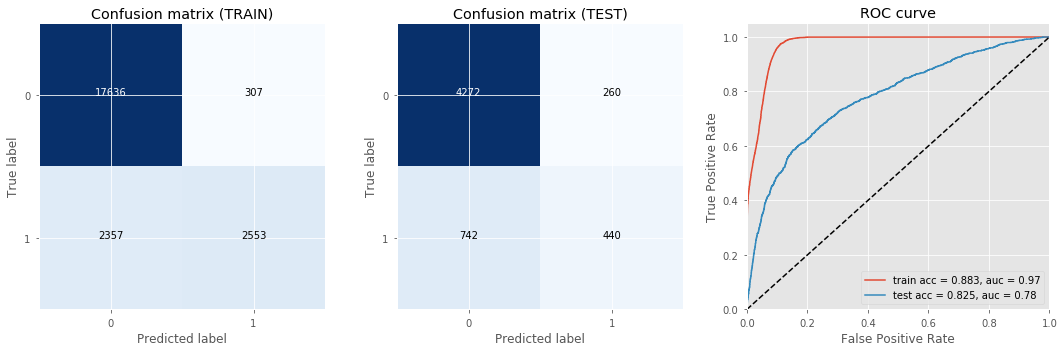 Confusion matrix (TRAIN)
True label
0
1
17636
307
2357
2553
0
1
Predicted label
Confusion matrix (TEST)
True label
0
1
4272
260
742
440
0
1
Predicted label
ROC curve
True Positive Rate
1.0
0.8
0.6
0.4
0.2
0.0
train acc = 0.883, auc = 0.97
test acc = 0.825, auc = 0.78
0.0
0.2
0.4
0.6
0.8
1.0
False Positive Rate